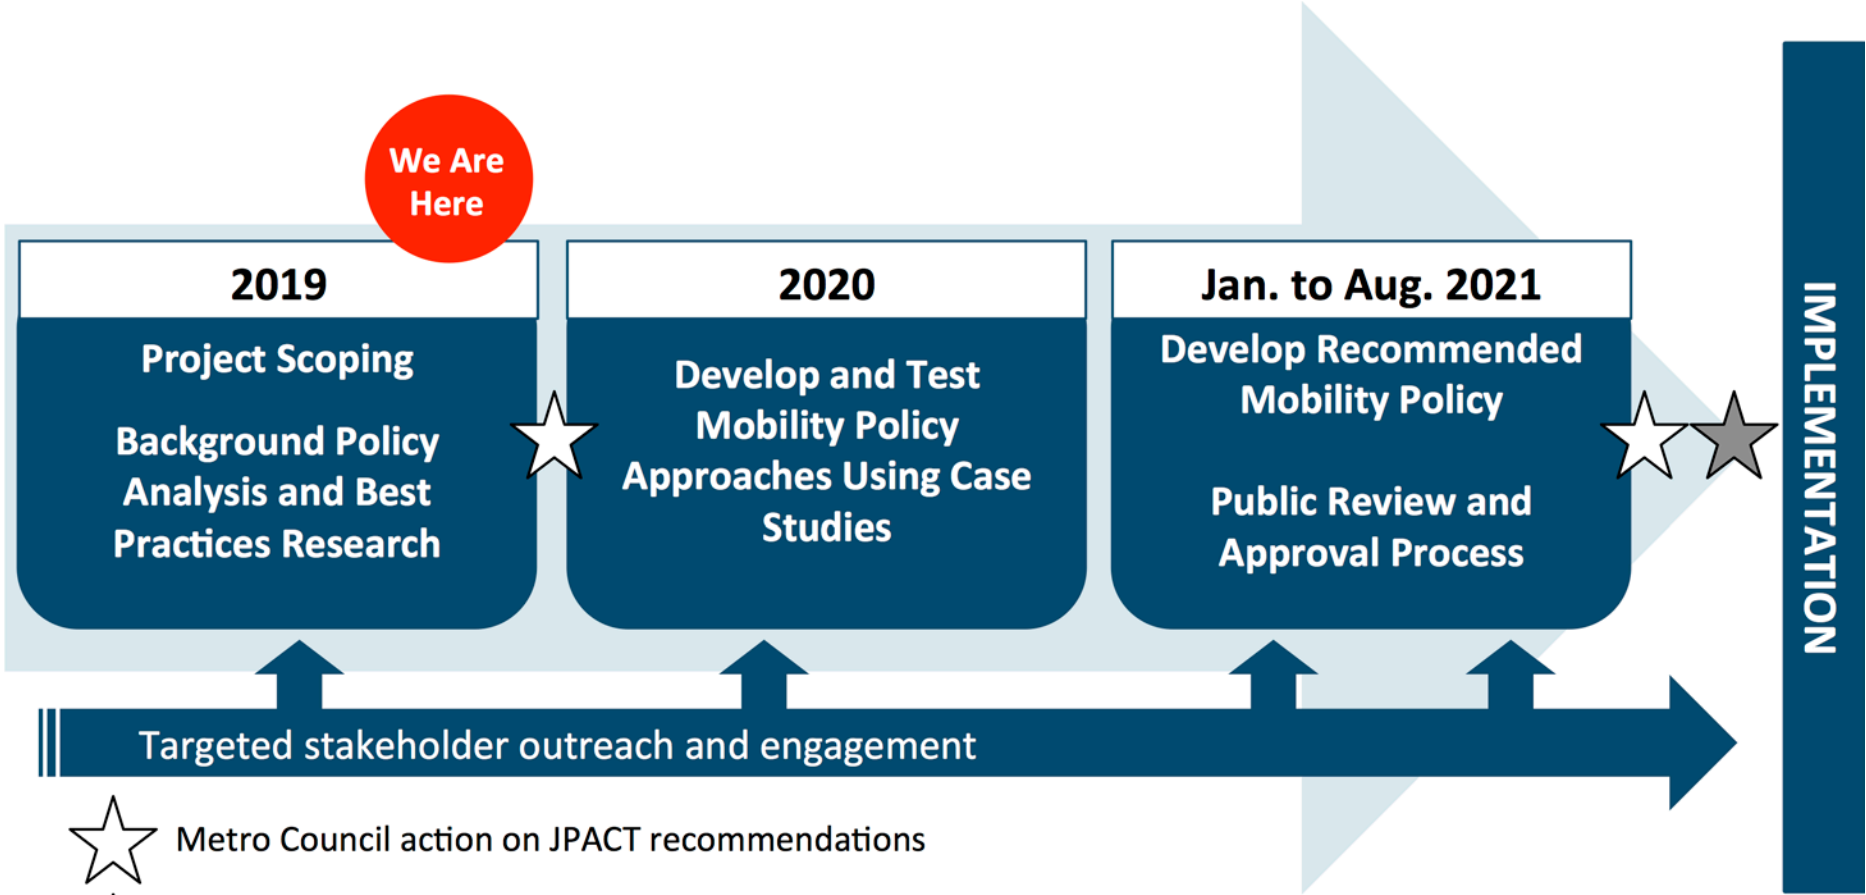 We Are
Here
2019
Project Scoping
Background Policy
Analysis and Best
Practices Research
2020
Develop and Test
Mobility Policy
Approaches Using Case
Studies
Jan. to Aug. 2021
Develop Recommended
Mobility Policy
Public Review and
Approval Process
IMPLEMENTATION
Targeted stakeholder outreach and engagement
Metro Council action on JPACT recommendations